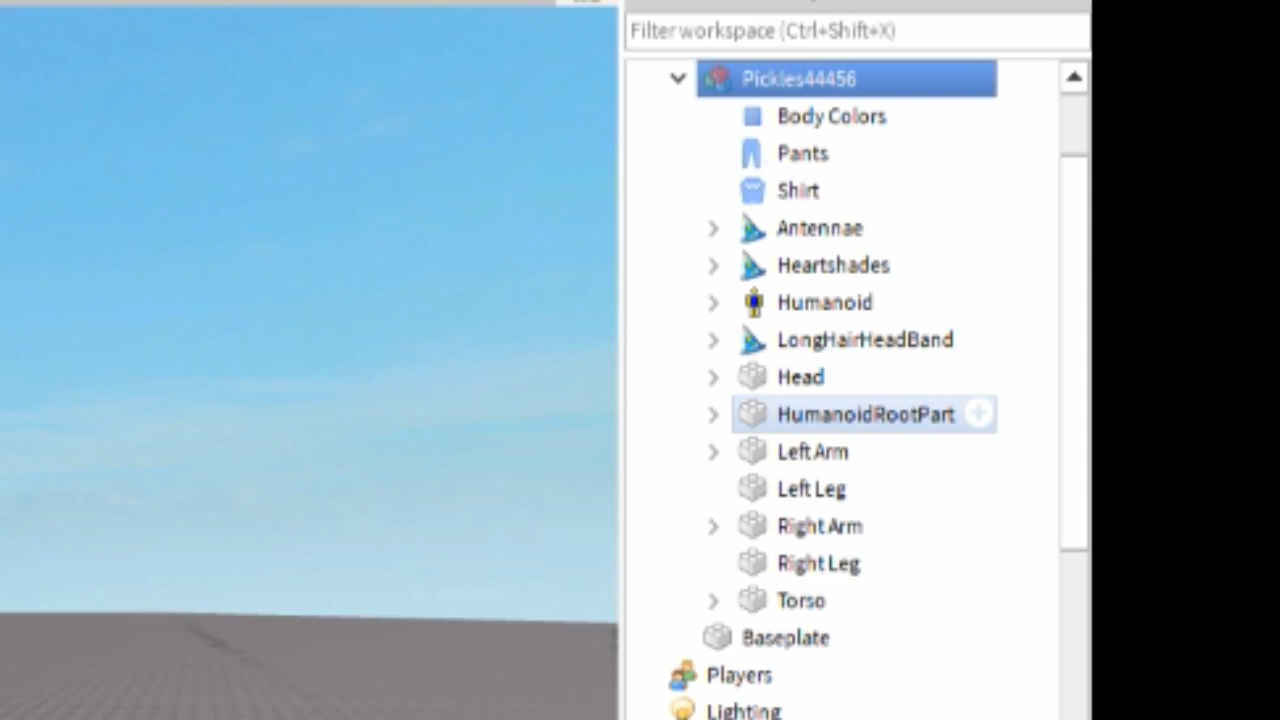 Filter workspace (Ctrl+Shift+X)
Pickles44456
Body Colors
Pants
Shirt
Antennae
Heartshades
Humanoid
LongHairHeadBand
Head
HumanoidRootPart
Left Arm
Left Leg
Right Arm
Right Leg
Torso
Baseplate
Players
Lighting